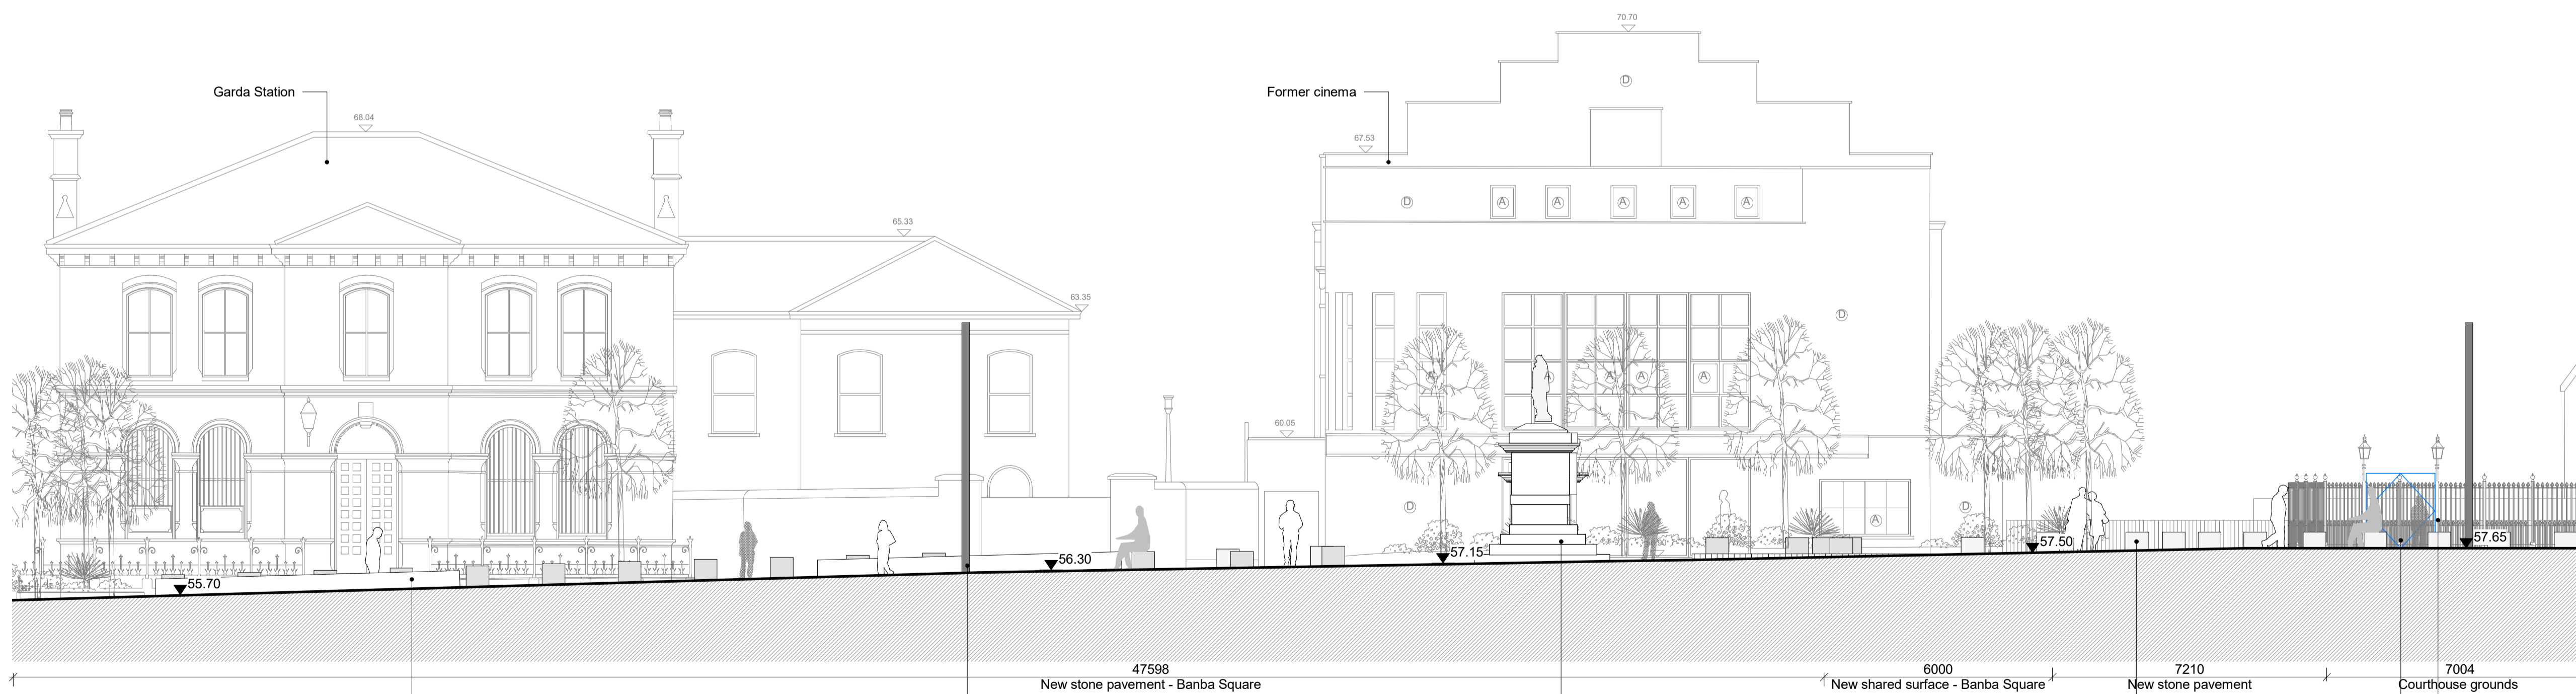 70.70
Garda Station
Former cinema
68.04
67.53
D
D
A
A
A
A
A
65.33
63.35
D
60.05
A
A
A
A
A
D
D
A
57.15
57.50
57.65
56.30
55.70
47598
6000
7210
7004
New stone pavement - Banba Square
New shared surface - Banba Square
New stone pavement
Courthouse grounds